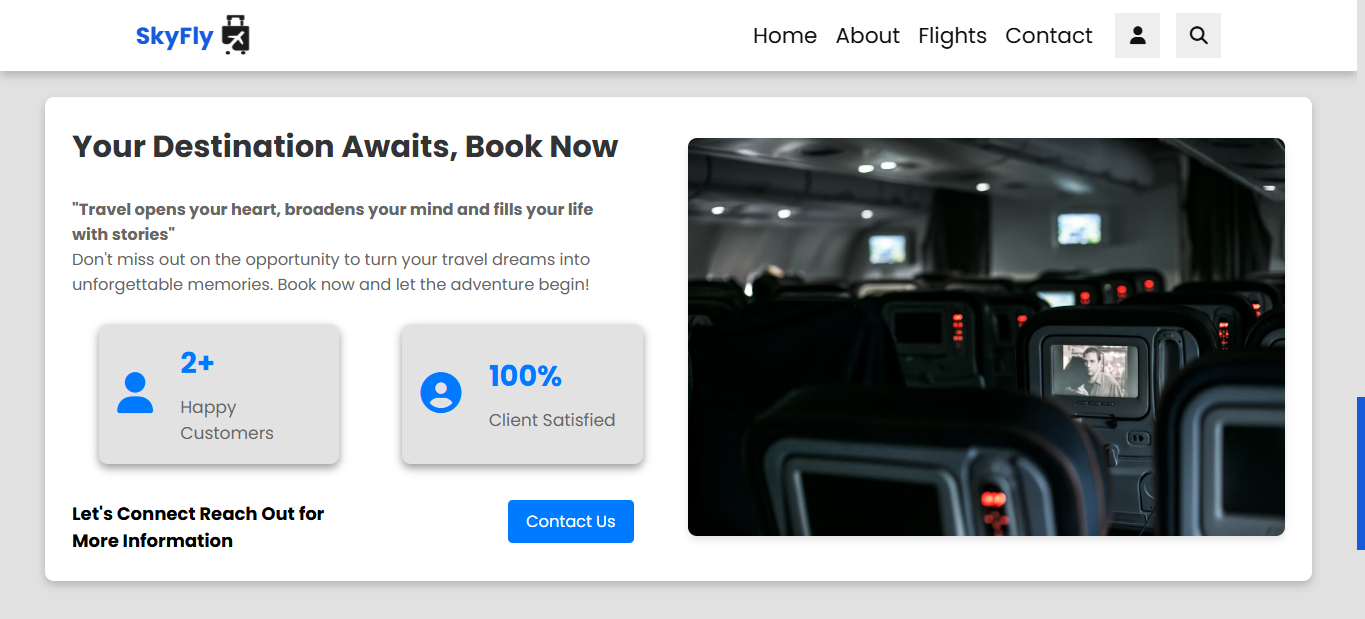 SkyFly
Home About Flights Contact
Your Destination Awaits, Book Now
"Travel opens your heart, broadens your mind and fills your life
with stories"
Don't miss out on the opportunity to turn your travel dreams into
unforgettable memories. Book now and let the adventure begin!
2+
Happy
Customers
100%
Client Satisfied
Let's Connect Reach Out for
More Information
Contact Us